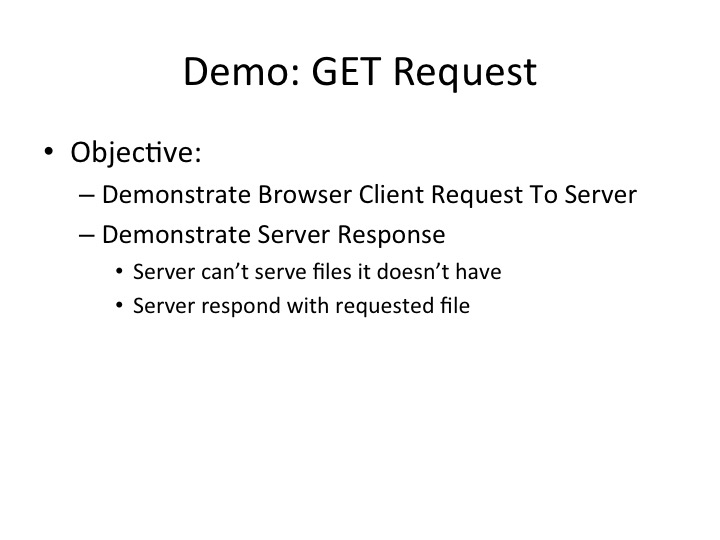 Demo: GET Request
• Objective:
– Demonstrate Browser Client Request To Server
– Demonstrate Server Response
• Server can’t serve files it doesn’t have
• Server respond with requested file